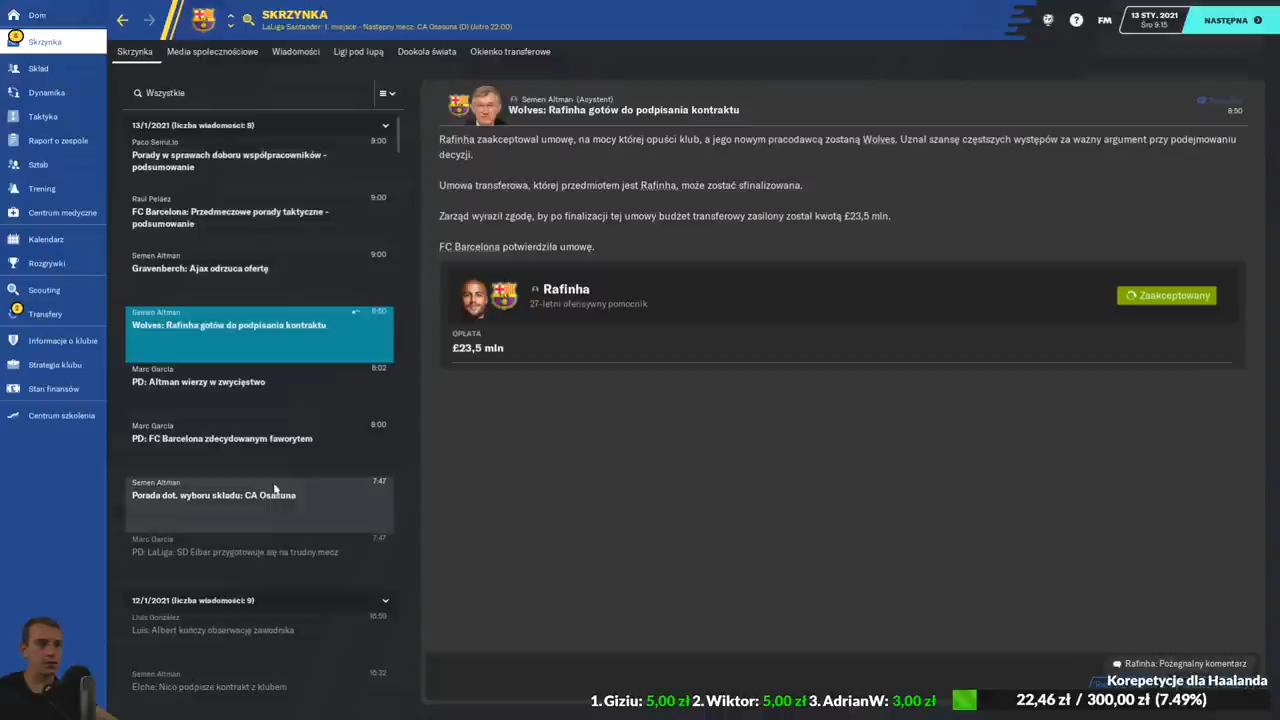 Dom
Skrzynka
Skład
Dynamika
Taktyka
Raport o zespole
Sztab
Trening
Centrum medyczne
Kalendarz
Rozgrywki
Scouting
Transfery
Informacje o klubie
Strategia klubu
Stan finansów
Centrum szkolenia
6
2
SKRZYNKA
LaLiga Santander: 1. miejsce - Następny mecz: CA Osasuna (D) (Jutro 22:00)
FM
13 STY. 2021
Śro 9:15
NASTĘPNA
Skrzynka
Media społecznościowe
Wiadomości
Ligi pod lupą
Dookoła świata
Okienko transferowe
Wszystkie
13/1/2021 (liczba wiadomości: 8)
Paco Seirul.lo 9:00
Porady w sprawach doboru współpracowników -
podsumowanie
Raúl Peláez 9:00
FC Barcelona: Przedmeczowe porady taktyczne -
podsumowanie
Semen Altman 9:00
Gravenberch: Ajax odrzuca ofertę
Semen Altman 8:50
Wolves: Rafinha gotów do podpisania kontraktu
Marc García 8:02
PD: Altman wierzy w zwycięstwo
Marc García 8:00
PD: FC Barcelona zdecydowanym faworytem
Semen Altman 7:47
Porada dot. wyboru składu: CA Osasuna
Marc García 7:47
PD: LaLiga: SD Eibar przygotowuje się na trudny mecz
12/1/2021 (liczba wiadomości: 9)
Lluís González 16:59
Luis: Albert kończy obserwację zawodnika
Semen Altman 16:22
Elche: Nico podpisze kontrakt z klubem
Semen Altman (Asystent)
Wolves: Rafinha gotów do podpisania kontraktu
8:50
Rafinha zaakceptował umowę, na mocy której opuści klub, a jego nowym pracodawcą zostaną Wolves. Uznał szansę częstszych występów za ważny argument przy podejmowaniu
decyzji.
Umowa transferowa, której przedmiotem jest Rafinha, może zostać sfinalizowana.
Zarząd wyraził zgodę, by po finalizacji tej umowy budżet transferowy zasilony został kwotą £23,5 mln.
FC Barcelona potwierdziła umowę.
Rafinha
27-letni ofensywny pomocnik
Zaakceptowany
OPŁATA
£23,5 mln
Rafinha: Pożegnalny komentarz
Korepetycje dla Haalanda
1. Giziu: 5,00 zł 2. Wiktor: 5,00 zł 3. AdrianW: 3,00 zł
22,46 zł / 300,00 zł (7.49%)